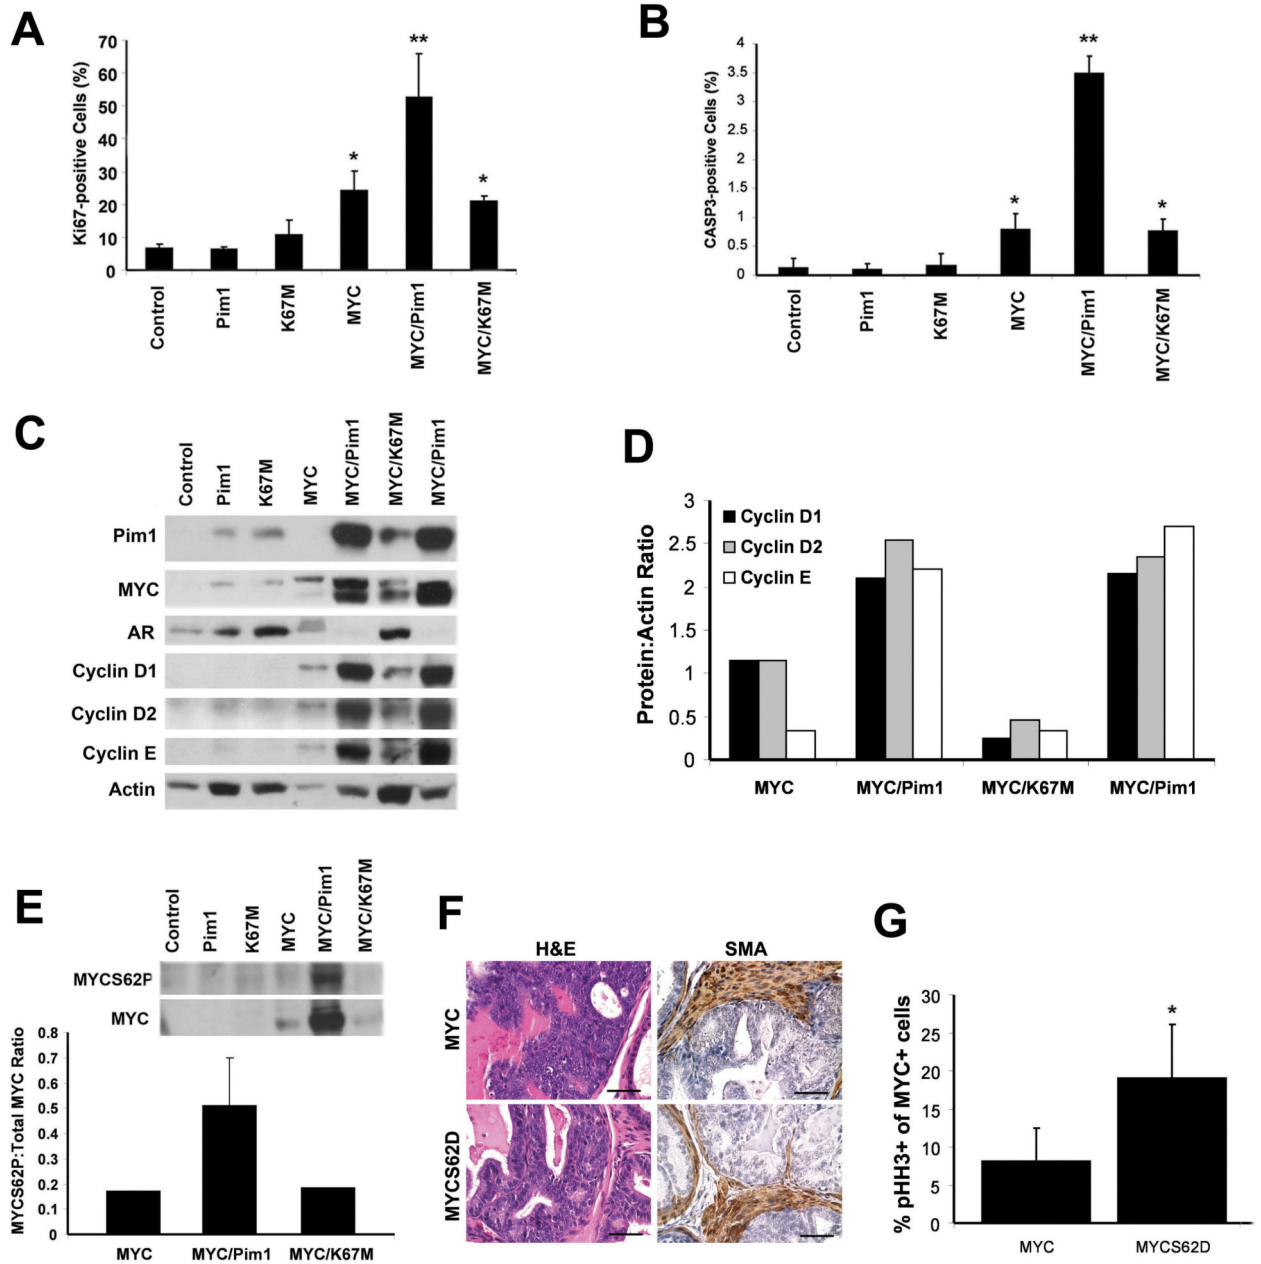 A
Ki67-positive Cells (%)
70
60
50
40
30
20
10
0
*
**
*
Control
Pim1
K67M
MYC
MYC/Pim1
MYC/K67M
B
CASP3-positive Cells (%)
4
3.5
3
2.5
2
1.5
1
0.5
0
*
**
*
Control
Pim1
K67M
MYC
MYC/Pim1
MYC/K67M
C
Control
Pim1
K67M
MYC
MYC/Pim1
MYC/K67M
MYC/Pim1
Pim1
MYC
AR
Cyclin D1
Cyclin D2
Cyclin E
Actin
D
Protein:Actin Ratio
3
2.5
2
1.5
1
0.5
0
Cyclin D1
Cyclin D2
Cyclin E
MYC
MYC/Pim1
MYC/K67M
MYC/Pim1
E
Control
Pim1
K67M
MYC
MYC/Pim1
MYC/K67M
MYCS62P
MYC
MYCS62P:Total MYC Ratio
0.8
0.7
0.6
0.5
0.4
0.3
0.2
0.1
0
MYC
MYC/Pim1
MYC/K67M
F
H&E
SMA
MYC
MYCS62D
G
% pHH3+ of MYC+ cells
30
25
20
15
10
5
0
*
MYC
MYCS62D